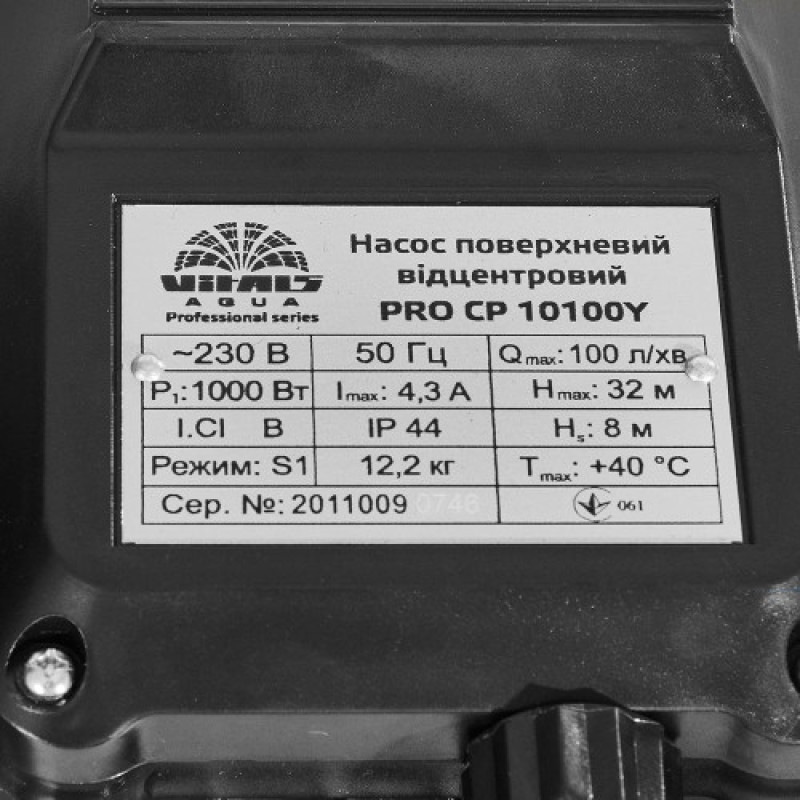 VITALS
AQUA
Professional series
Насос поверхневий
відцентровий
PRO CP 10100Y
~230 В 50 Гц Qmax: 100 л/хв
P₁: 1000 Вт Imax: 4,3 А Hmax: 32 м
I.Cl B IP 44 Hs: 8 м
Режим: S1 12,2 кг Tmax: +40 °C
Сер. №: 2011009 0746 061